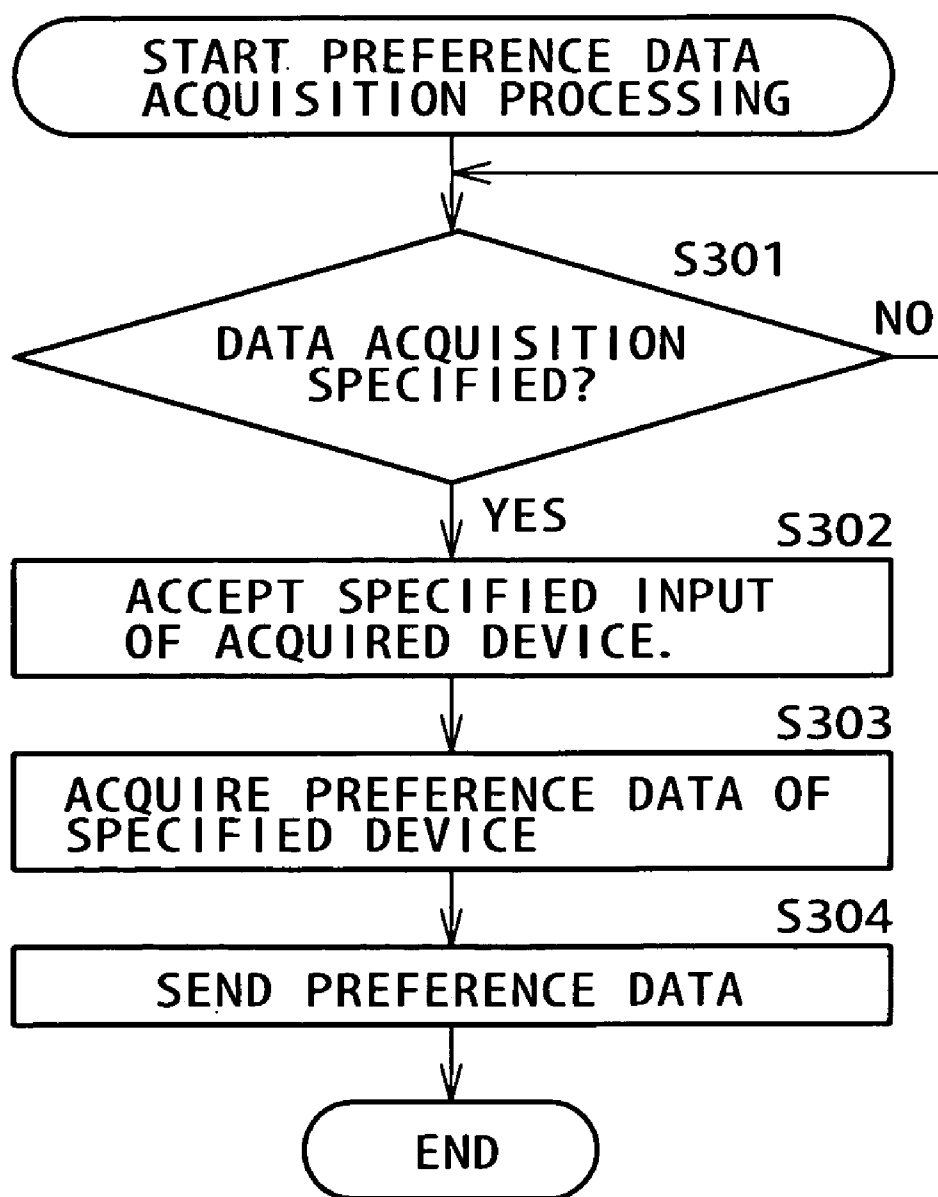 START PREFERENCE DATA
ACQUISITION PROCESSING
S301
NO
DATA ACQUISITION
SPECIFIED?
YES
S302
ACCEPT SPECIFIED INPUT
OF ACQUIRED DEVICE.
S303
ACQUIRE PREFERENCE DATA OF
SPECIFIED DEVICE
S304
SEND PREFERENCE DATA
END